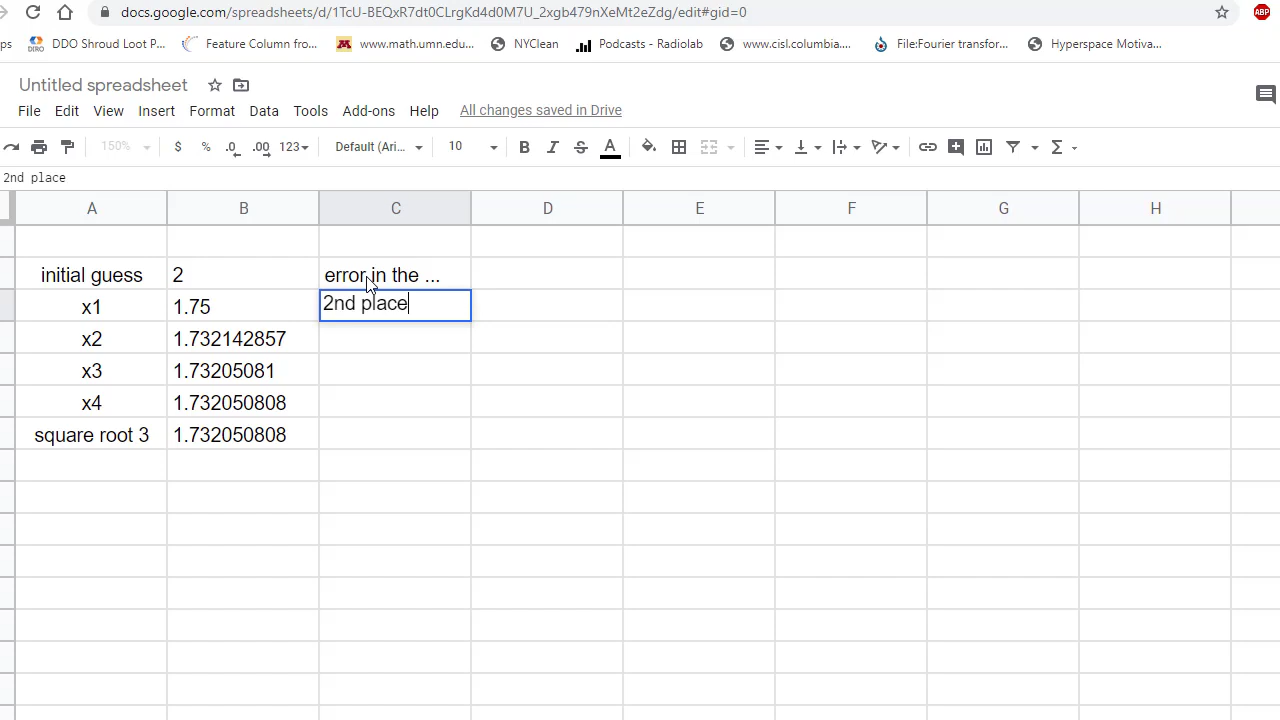 docs.google.com/spreadsheets/d/1TcU-BEQxR7dt0CLrgKd4d0M7U_2xqb479nXeMt2eZdg/edit#gid=0
ABP
ps DDO Shroud Loot P... Feature Column fro... www.math.umn.edu... NYClean Podcasts - Radiolab www.cisl.columbia.... File:Fourier transfor... Hyperspace Motiva...
Untitled spreadsheet
File Edit View Insert Format Data Tools Add-ons Help All changes saved in Drive
150% $ % .0 .00 123 Default (Ari... 10 B I S A Σ
2nd place
A B C D E F G H
initial guess 2 error in the ...
x1 1.75 2nd place
x2 1.732142857
x3 1.73205081
x4 1.732050808
square root 3 1.732050808